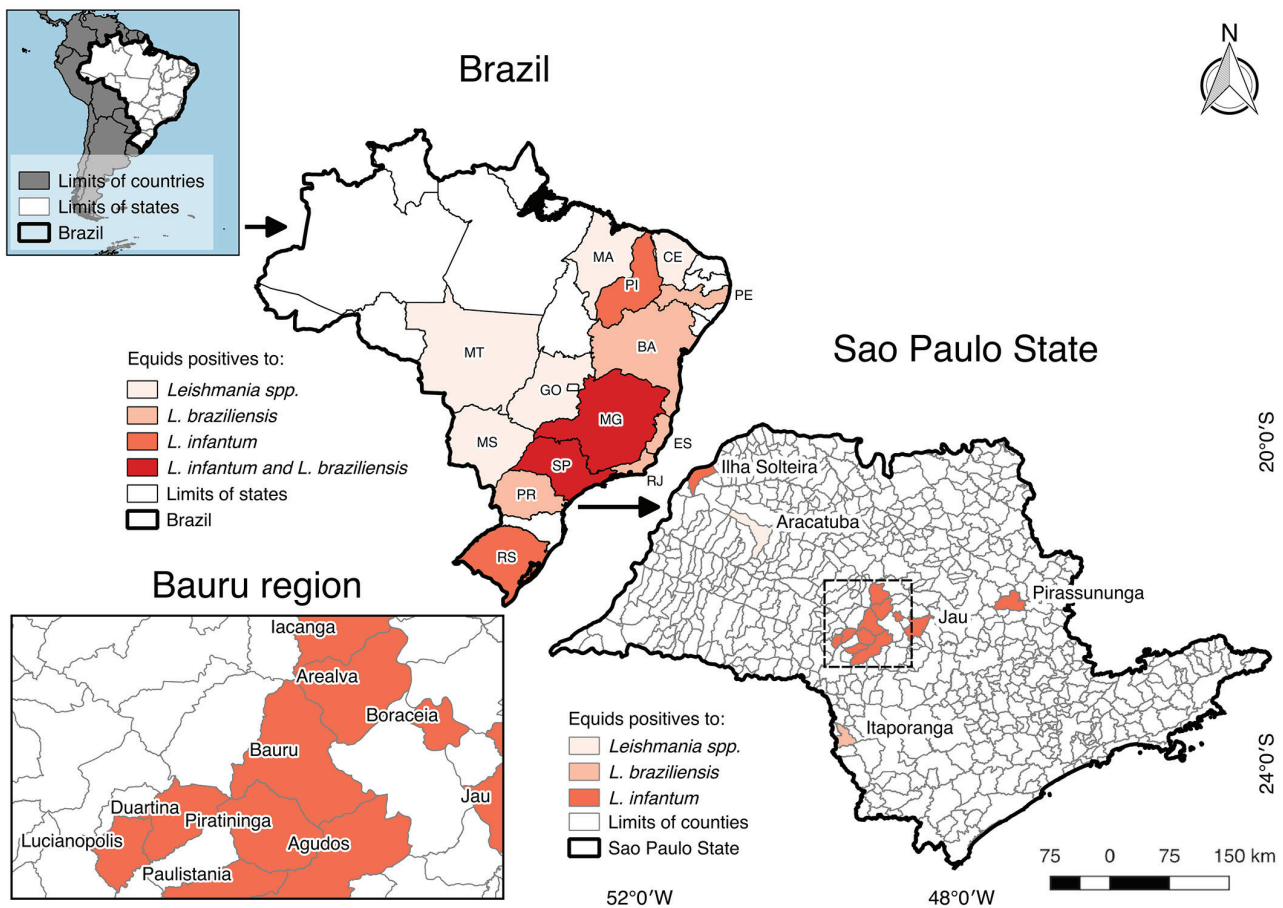 Limits of countries
Limits of states
Brazil
Brazil
N
MA
CE
PI
PE
BA
MT
GO
MG
MS
ES
SP
RJ
PR
RS
Equids positives to:
Leishmania spp.
L. braziliensis
L. infantum
L. infantum and L. braziliensis
Limits of states
Brazil
Sao Paulo State
20°0′S
Ilha Solteira
Aracatuba
Pirassununga
Jau
Itaporanga
24°0′S
Equids positives to:
Leishmania spp.
L. braziliensis
L. infantum
Limits of counties
Sao Paulo State
75 0 75 150 km
52°0′W 48°0′W
Bauru region
Iacanga
Arealva
Boraceia
Bauru
Jau
Duartina
Piratininga
Lucianopolis
Agudos
Paulistania